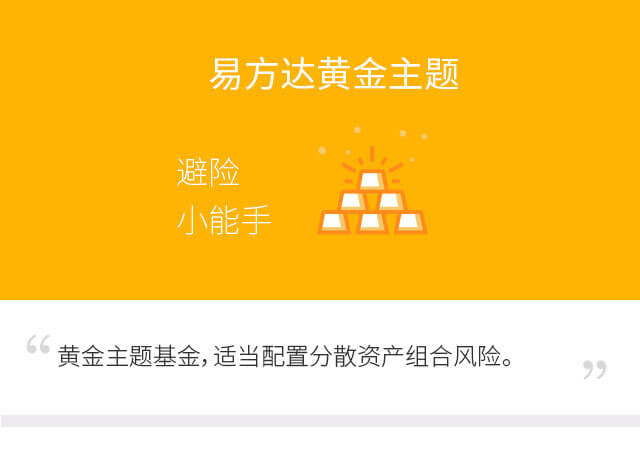 易方达黄金主题
避险
小能手
“黄金主题基金，适当配置分散资产组合风险。”